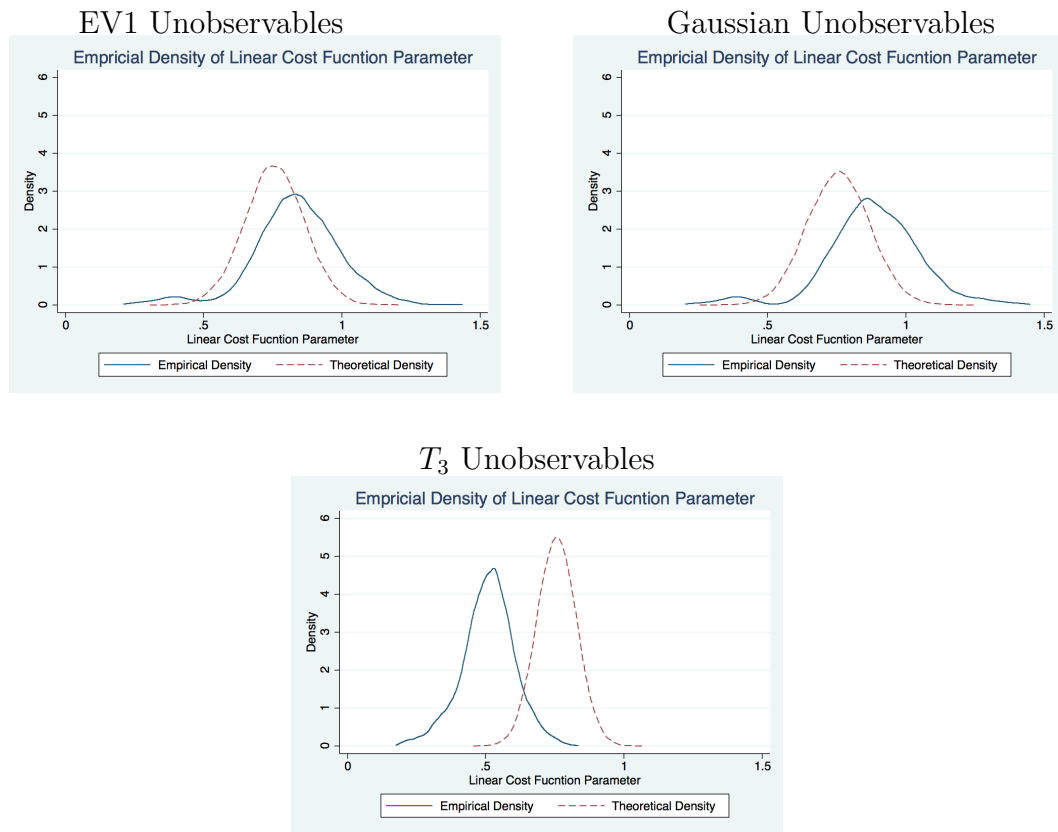 EV1 Unobservables
Empricial Density of Linear Cost Fucntion Parameter
6
5
4
3
2
1
0
Density
0 .5 1 1.5
Linear Cost Fucntion Parameter
Empirical Density Theoretical Density
Gaussian Unobservables
Empricial Density of Linear Cost Fucntion Parameter
6
5
4
3
2
1
0
Density
0 .5 1 1.5
Linear Cost Fucntion Parameter
Empirical Density Theoretical Density
T3 Unobservables
Empricial Density of Linear Cost Fucntion Parameter
6
5
4
3
2
1
0
Density
0 .5 1 1.5
Linear Cost Fucntion Parameter
Empirical Density Theoretical Density